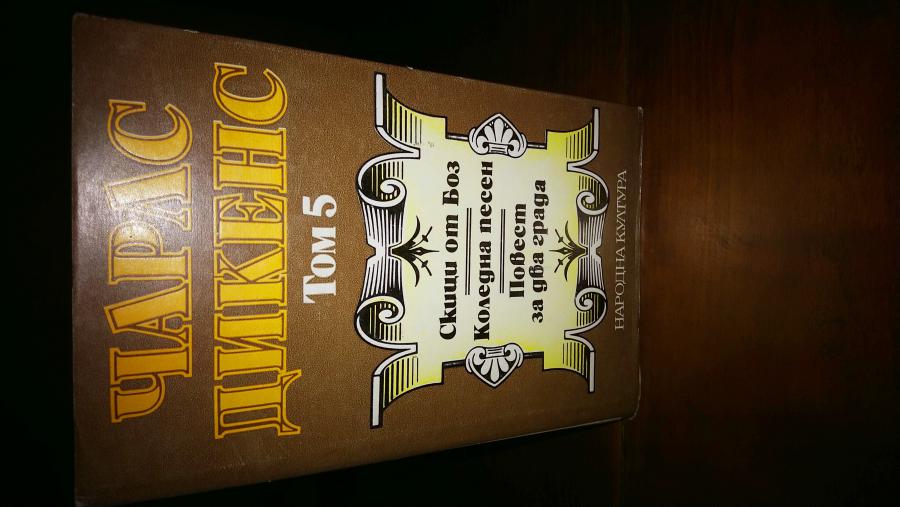 ЧАРЛС
ДИКЕНС
Том 5
Скици от Боз
Коледна песен
Повест
за два града
НАРОДНА КУЛТУРА